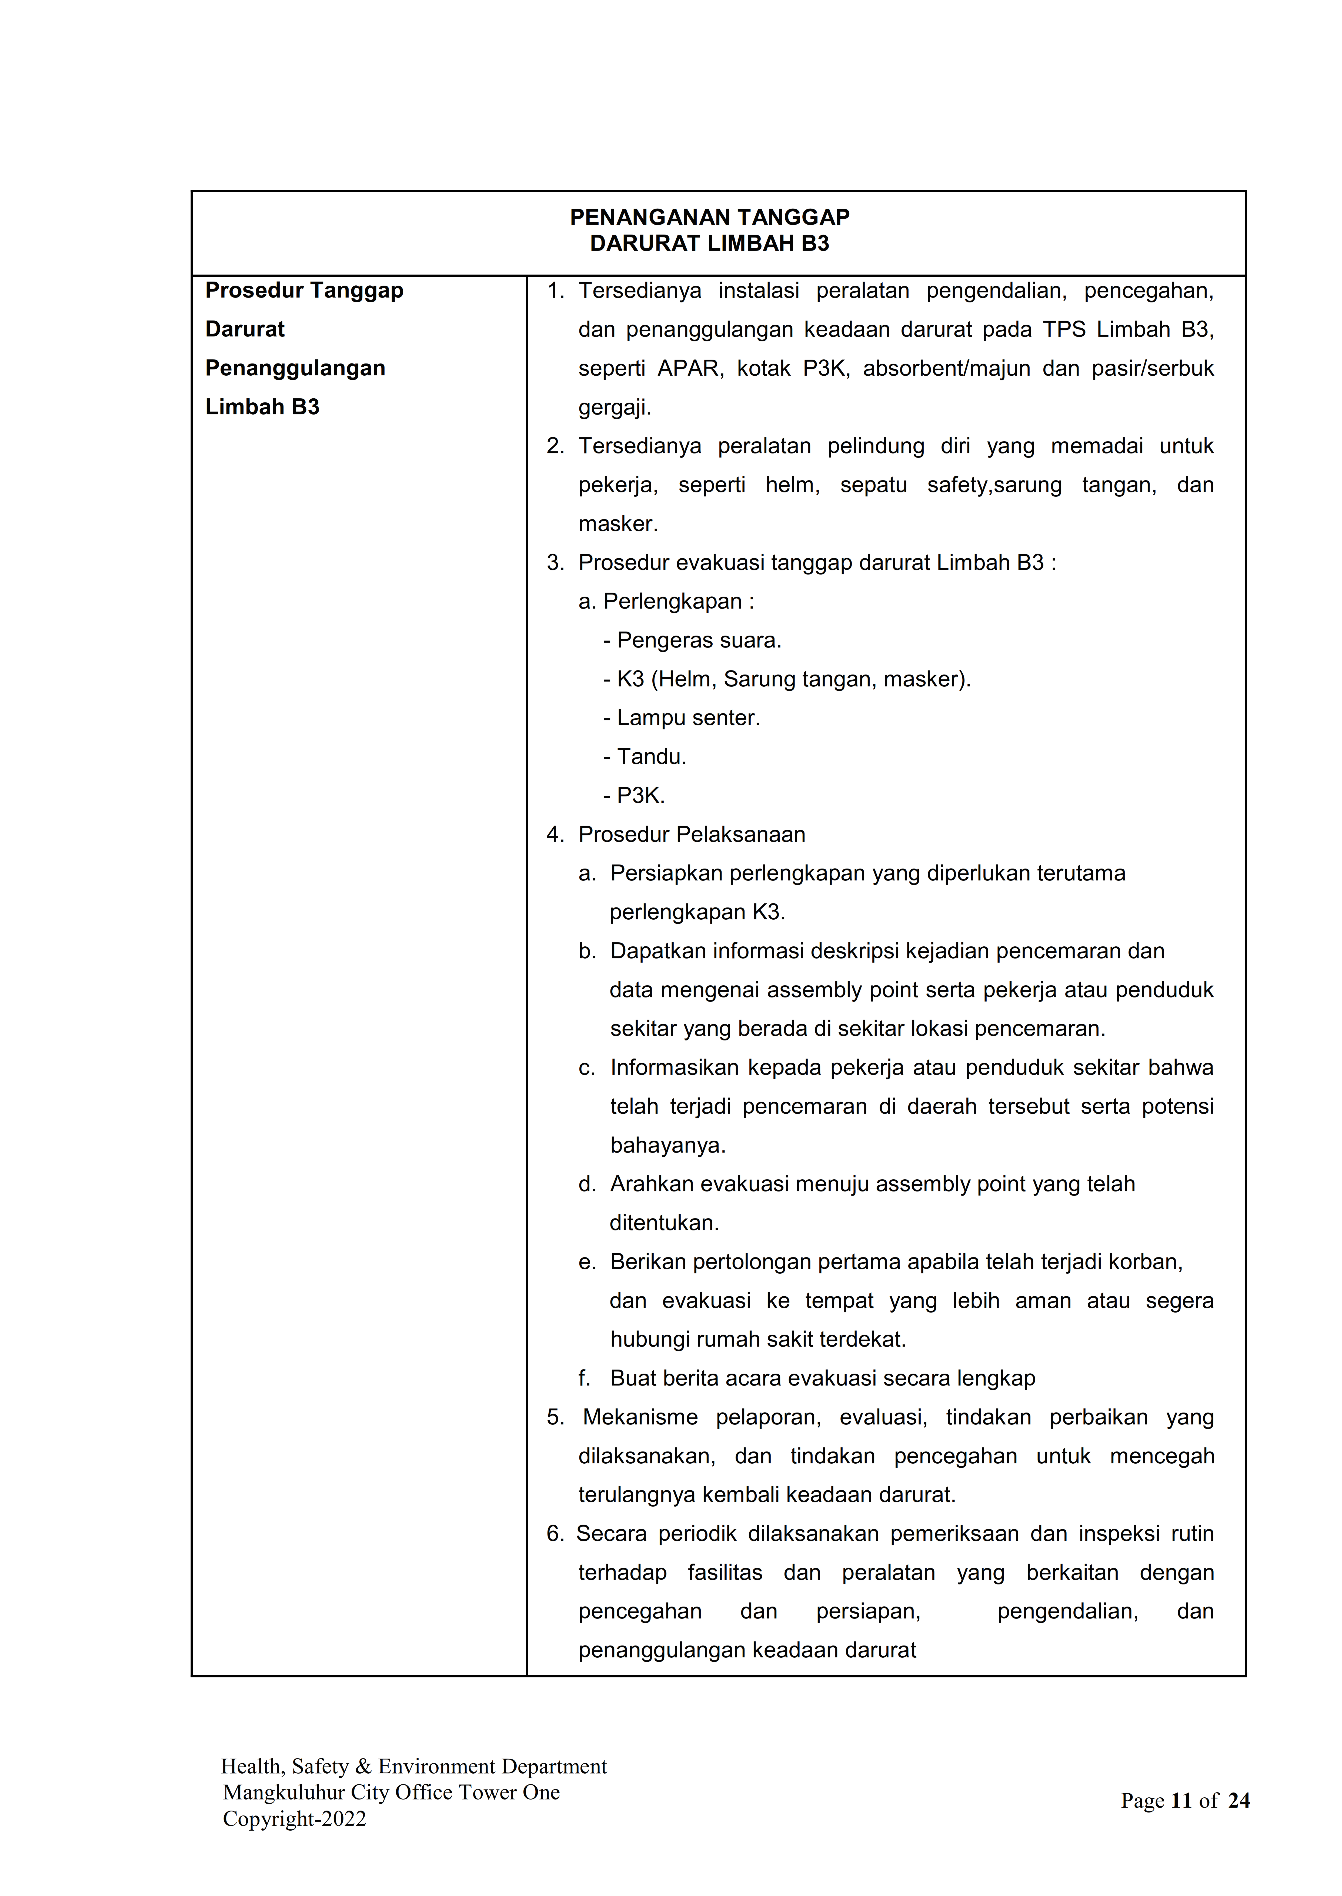 PENANGANAN TANGGAP
DARURAT LIMBAH B3
Prosedur Tanggap
Darurat
Penanggulangan
Limbah B3
1. Tersedianya instalasi peralatan pengendalian, pencegahan,
dan penanggulangan keadaan darurat pada TPS Limbah B3,
seperti APAR, kotak P3K, absorbent/majun dan pasir/serbuk
gergaji.
2. Tersedianya peralatan pelindung diri yang memadai untuk
pekerja, seperti helm, sepatu safety,sarung tangan, dan
masker.
3. Prosedur evakuasi tanggap darurat Limbah B3 :
a. Perlengkapan :
- Pengeras suara.
- K3 (Helm, Sarung tangan, masker).
- Lampu senter.
- Tandu.
- P3K.
4. Prosedur Pelaksanaan
a. Persiapkan perlengkapan yang diperlukan terutama
perlengkapan K3.
b. Dapatkan informasi deskripsi kejadian pencemaran dan
data mengenai assembly point serta pekerja atau penduduk
sekitar yang berada di sekitar lokasi pencemaran.
c. Informasikan kepada pekerja atau penduduk sekitar bahwa
telah terjadi pencemaran di daerah tersebut serta potensi
bahayanya.
d. Arahkan evakuasi menuju assembly point yang telah
ditentukan.
e. Berikan pertolongan pertama apabila telah terjadi korban,
dan evakuasi ke tempat yang lebih aman atau segera
hubungi rumah sakit terdekat.
f. Buat berita acara evakuasi secara lengkap
5. Mekanisme pelaporan, evaluasi, tindakan perbaikan yang
dilaksanakan, dan tindakan pencegahan untuk mencegah
terulangnya kembali keadaan darurat.
6. Secara periodik dilaksanakan pemeriksaan dan inspeksi rutin
terhadap fasilitas dan peralatan yang berkaitan dengan
pencegahan dan persiapan, pengendalian, dan
penanggulangan keadaan darurat
Health, Safety & Environment Department
Mangkuluhur City Office Tower One
Copyright-2022
Page 11 of 24